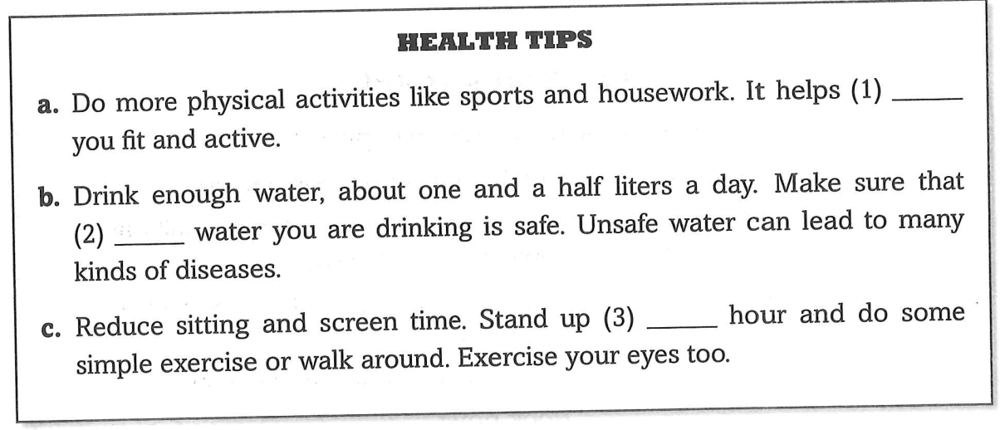 HEALTH TIPS
a. Do more physical activities like sports and housework. It helps (1) ______
you fit and active.
b. Drink enough water, about one and a half liters a day. Make sure that
(2) ______ water you are drinking is safe. Unsafe water can lead to many
kinds of diseases.
c. Reduce sitting and screen time. Stand up (3) ______ hour and do some
simple exercise or walk around. Exercise your eyes too.